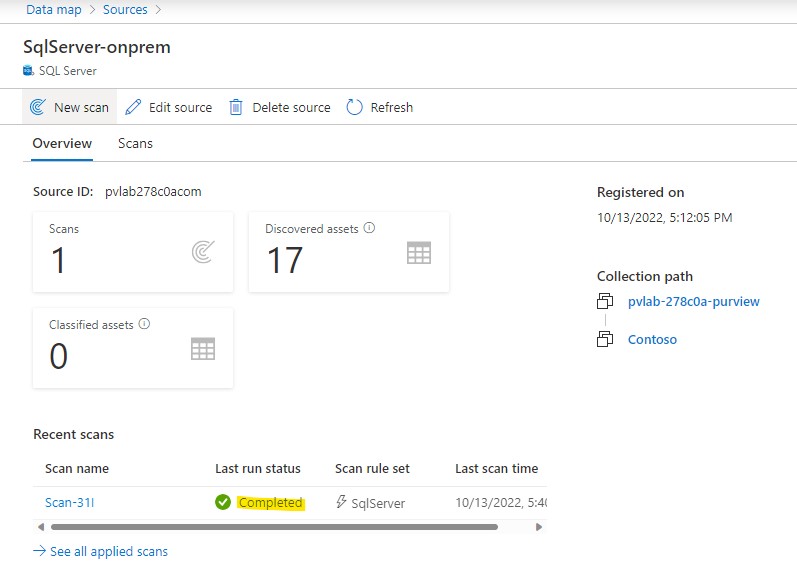 Data map > Sources >
SqlServer-onprem
SQL Server
New scan Edit source Delete source Refresh
Overview Scans
Source ID: pvlab278c0acom
Scans
1
Discovered assets
17
Classified assets
0
Registered on
10/13/2022, 5:12:05 PM
Collection path
pvlab-278c0a-purview
Contoso
Recent scans
Scan name Last run status Scan rule set Last scan time
Scan-31I Completed SqlServer 10/13/2022, 5:40
See all applied scans